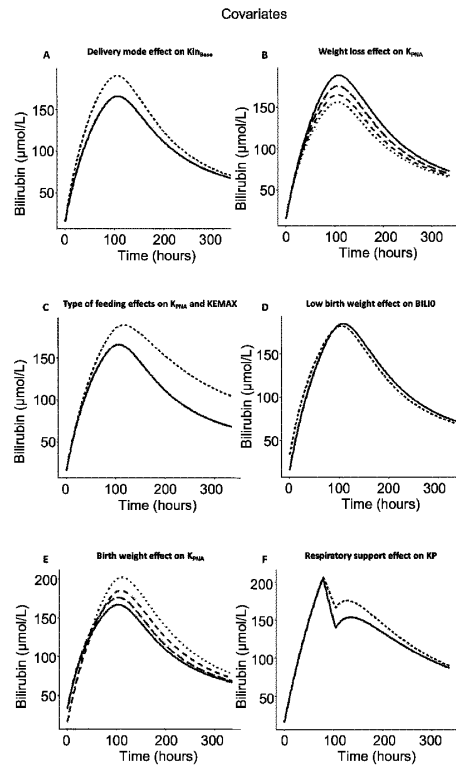 Covariates
A Delivery mode effect on Kin_Base
B Weight loss effect on K_PNA
Bilirubin (µmol/L)
150
100
50
0 100 200 300
Time (hours)
Bilirubin (µmol/L)
150
100
50
0 100 200 300
Time (hours)
C Type of feeding effects on K_PNA and KEMAX
D Low birth weight effect on BILI0
Bilirubin (µmol/L)
150
100
50
0 100 200 300
Time (hours)
Bilirubin (µmol/L)
150
100
50
0 100 200 300
Time (hours)
E Birth weight effect on K_PNA
F Respiratory support effect on KP
Bilirubin (µmol/L)
200
150
100
50
0 100 200 300
Time (hours)
Bilirubin (µmol/L)
200
150
100
50
0 100 200 300
Time (hours)